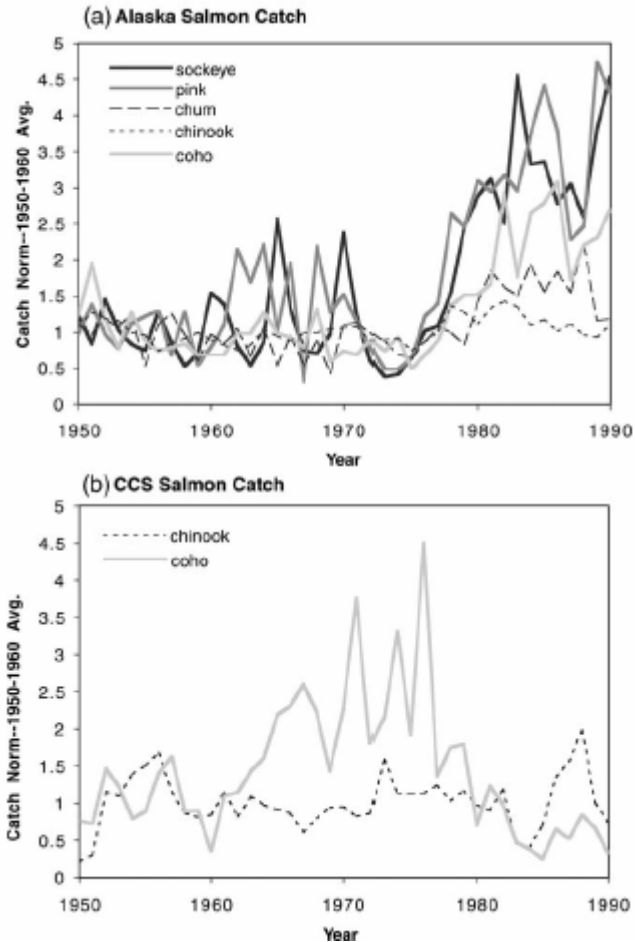 (a) Alaska Salmon Catch
Catch Norm--1950-1960 Avg.
5
4.5
4
3.5
3
2.5
2
1.5
1
0.5
0
sockeye
pink
chum
chinook
coho
1950 1960 1970 1980 1990
Year
(b) CCS Salmon Catch
Catch Norm--1950-1960 Avg.
5
4.5
4
3.5
3
2.5
2
1.5
1
0.5
0
chinook
coho
1950 1960 1970 1980 1990
Year